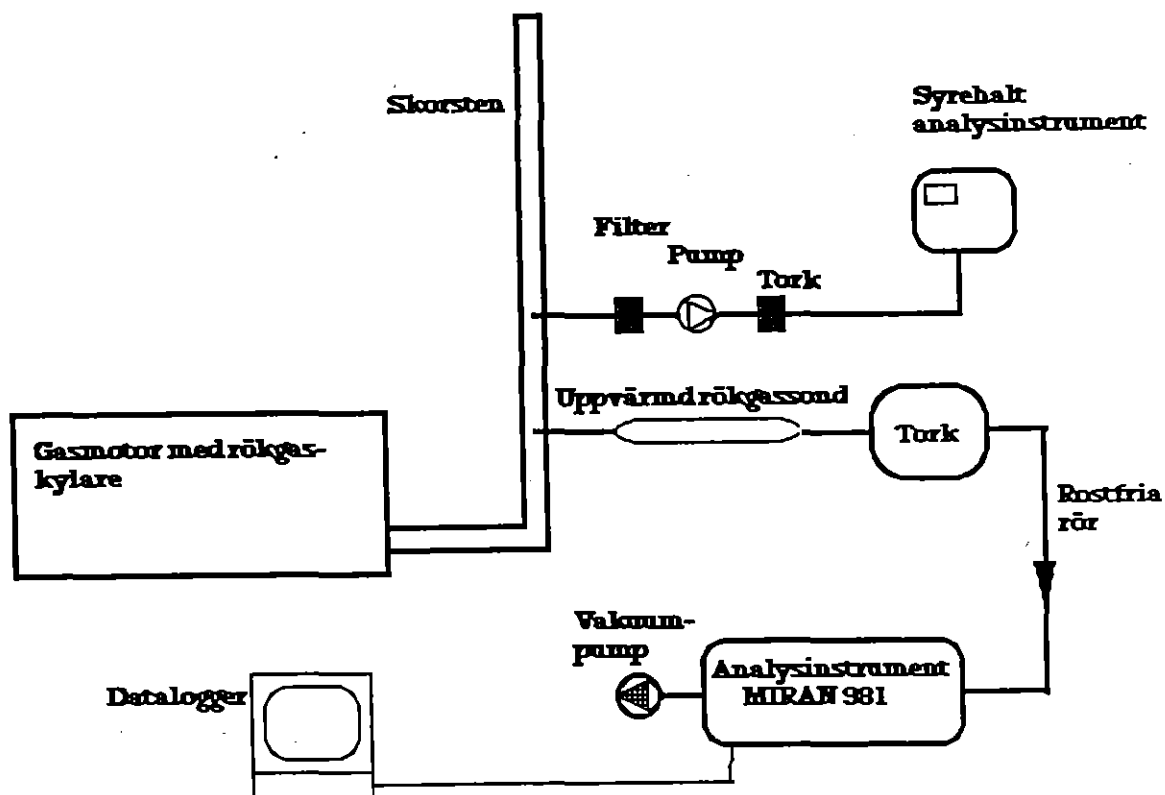 Skorsten
Syrehalt
analysinstrument
Filter
Pump
Tork
Uppvärmd rökgassond
Tork
Gasmotor med rökgas-
kylare
Rostfria
rör
Vakuum-
pump
Analysinstrument
MIRAN 981
Datalogger